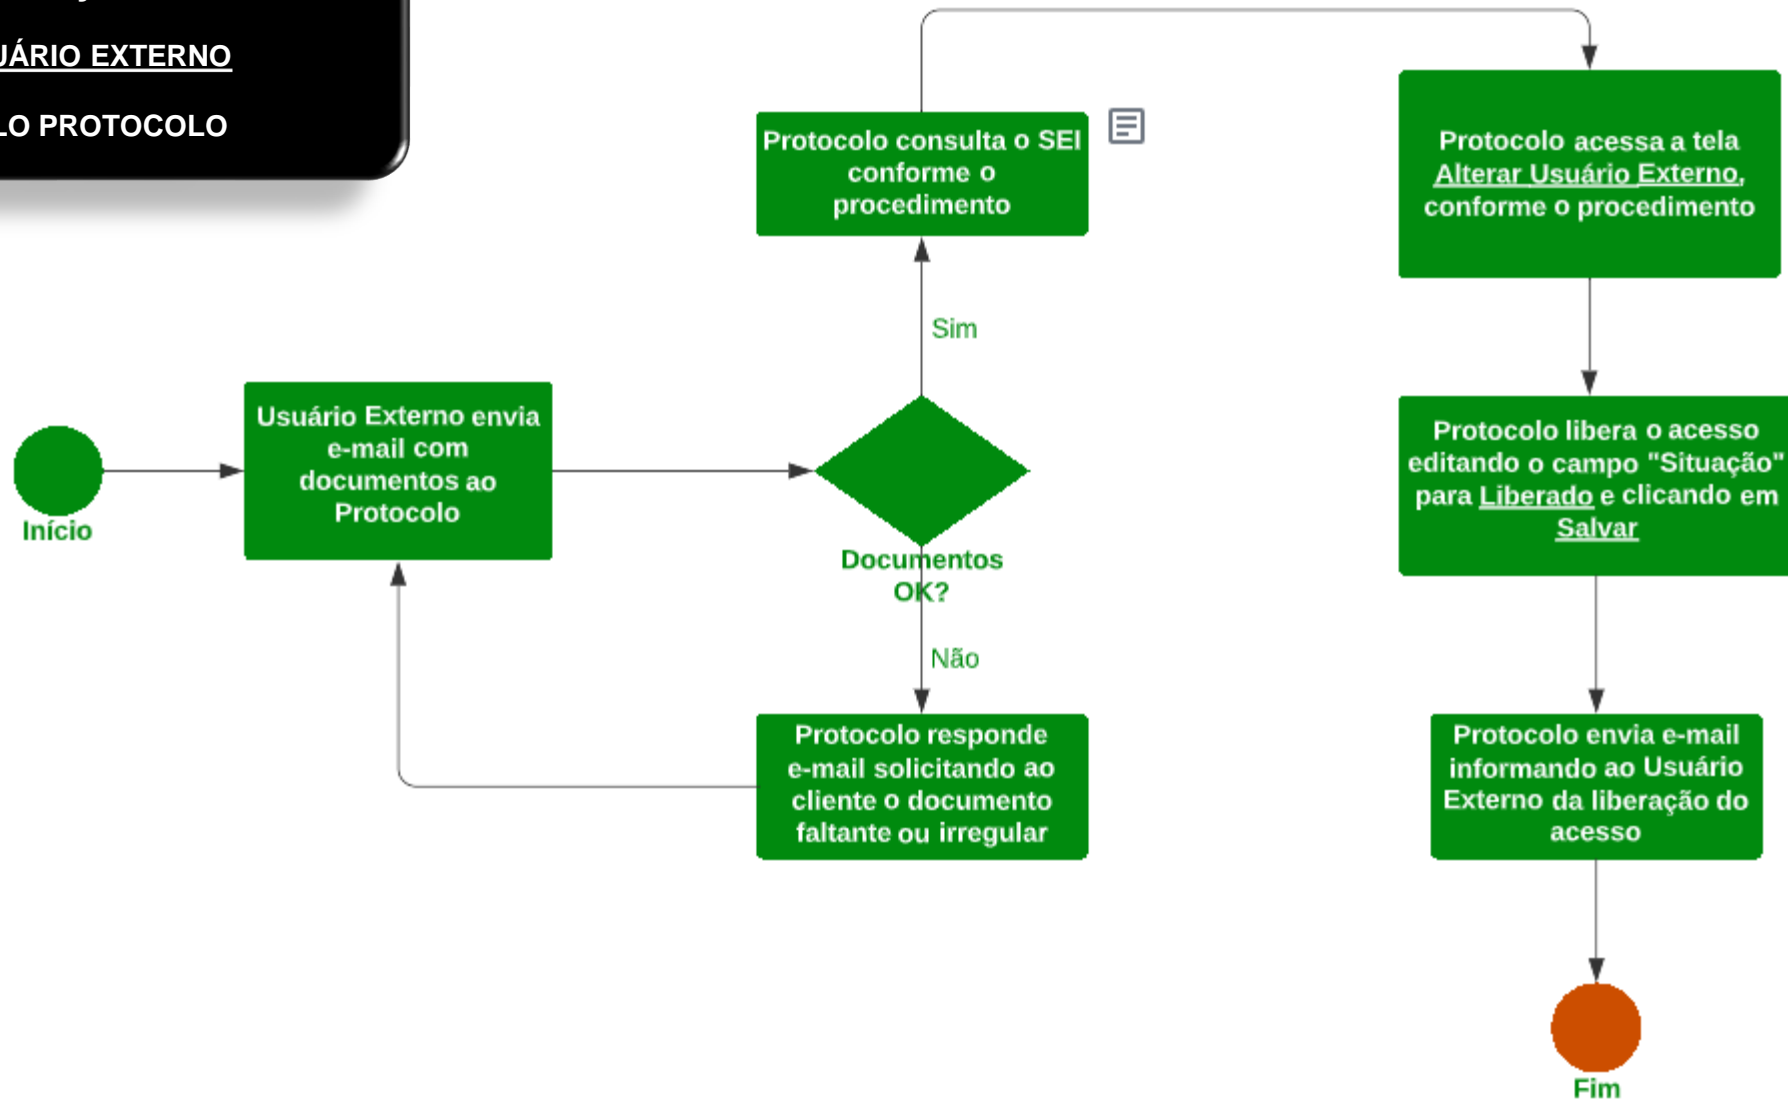 EXTERNO
PROTOCOLO
Protocolo consulta o SEI
conforme o
procedimento
Protocolo acessa a tela
Alterar Usuário Externo,
conforme o procedimento
Sim
Usuário Externo envia
e-mail com
documentos ao
Protocolo
Início
Documentos
OK?
Não
Protocolo responde
e-mail solicitando ao
cliente o documento
faltante ou irregular
Protocolo libera o acesso
editando o campo "Situação"
para Liberado e clicando em
Salvar
Protocolo envia e-mail
informando ao Usuário
Externo da liberação do
acesso
Fim